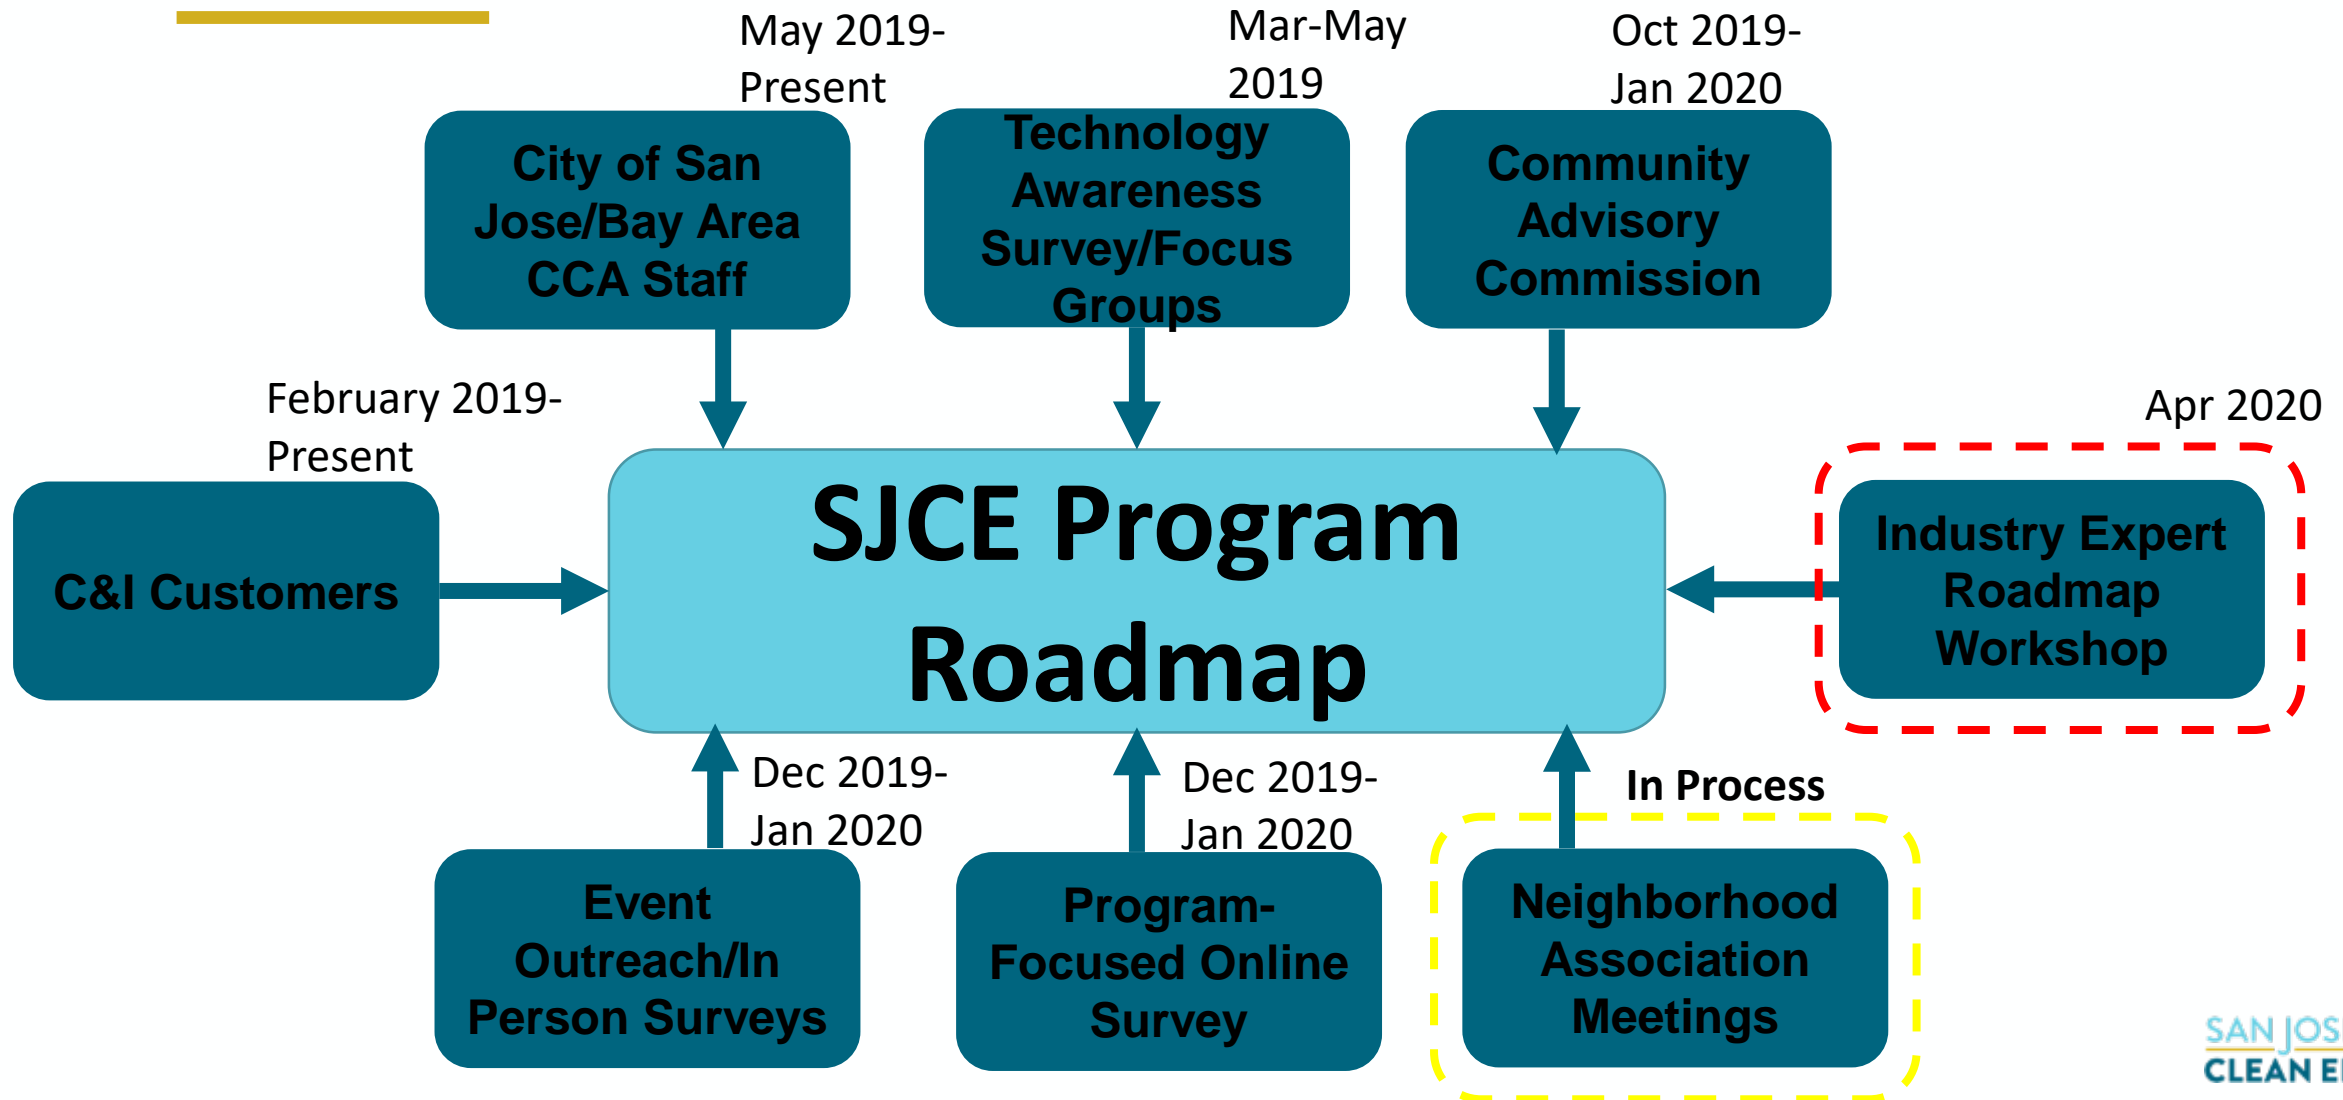 May 2019-
Present
Mar-May
2019
Oct 2019-
Jan 2020
City of San
Jose/Bay Area
CCA Staff
Technology
Awareness
Survey/Focus
Groups
Community
Advisory
Commission
February 2019-
Present
Apr 2020
C&I Customers
SJCE Program
Roadmap
Industry Expert
Roadmap
Workshop
Dec 2019-
Jan 2020
Dec 2019-
Jan 2020
In Process
Event
Outreach/In
Person Surveys
Program-
Focused Online
Survey
Neighborhood
Association
Meetings
SAN JOS
CLEAN